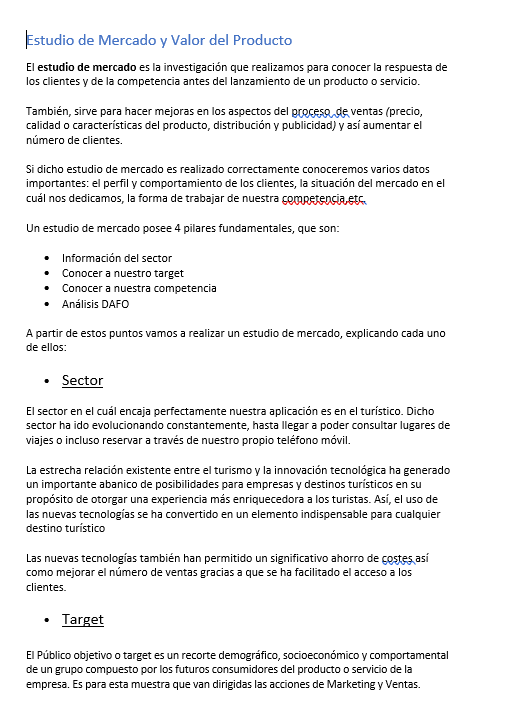 Estudio de Mercado y Valor del Producto
El estudio de mercado es la investigación que realizamos para conocer la respuesta de
los clientes y de la competencia antes del lanzamiento de un producto o servicio.
También, sirve para hacer mejoras en los aspectos del proceso de ventas (precio,
calidad o características del producto, distribución y publicidad) y así aumentar el
número de clientes.
Si dicho estudio de mercado es realizado correctamente conoceremos varios datos
importantes: el perfil y comportamiento de los clientes, la situación del mercado en el
cuál nos dedicamos, la forma de trabajar de nuestra competencia,etc.
Un estudio de mercado posee 4 pilares fundamentales, que son:
• Información del sector
• Conocer a nuestro target
• Conocer a nuestra competencia
• Análisis DAFO
A partir de estos puntos vamos a realizar un estudio de mercado, explicando cada uno
de ellos:
• Sector
El sector en el cuál encaja perfectamente nuestra aplicación es en el turístico. Dicho
sector ha ido evolucionando constantemente, hasta llegar a poder consultar lugares de
viajes o incluso reservar a través de nuestro propio teléfono móvil.
La estrecha relación existente entre el turismo y la innovación tecnológica ha generado
un importante abanico de posibilidades para empresas y destinos turísticos en su
propósito de otorgar una experiencia más enriquecedora a los turistas. Así, el uso de
las nuevas tecnologías se ha convertido en un elemento indispensable para cualquier
destino turístico
Las nuevas tecnologías también han permitido un significativo ahorro de costes así
como mejorar el número de ventas gracias a que se ha facilitado el acceso a los
clientes.
• Target
El Público objetivo o target es un recorte demográfico, socioeconómico y comportamental
de un grupo compuesto por los futuros consumidores del producto o servicio de la
empresa. Es para esta muestra que van dirigidas las acciones de Marketing y Ventas.